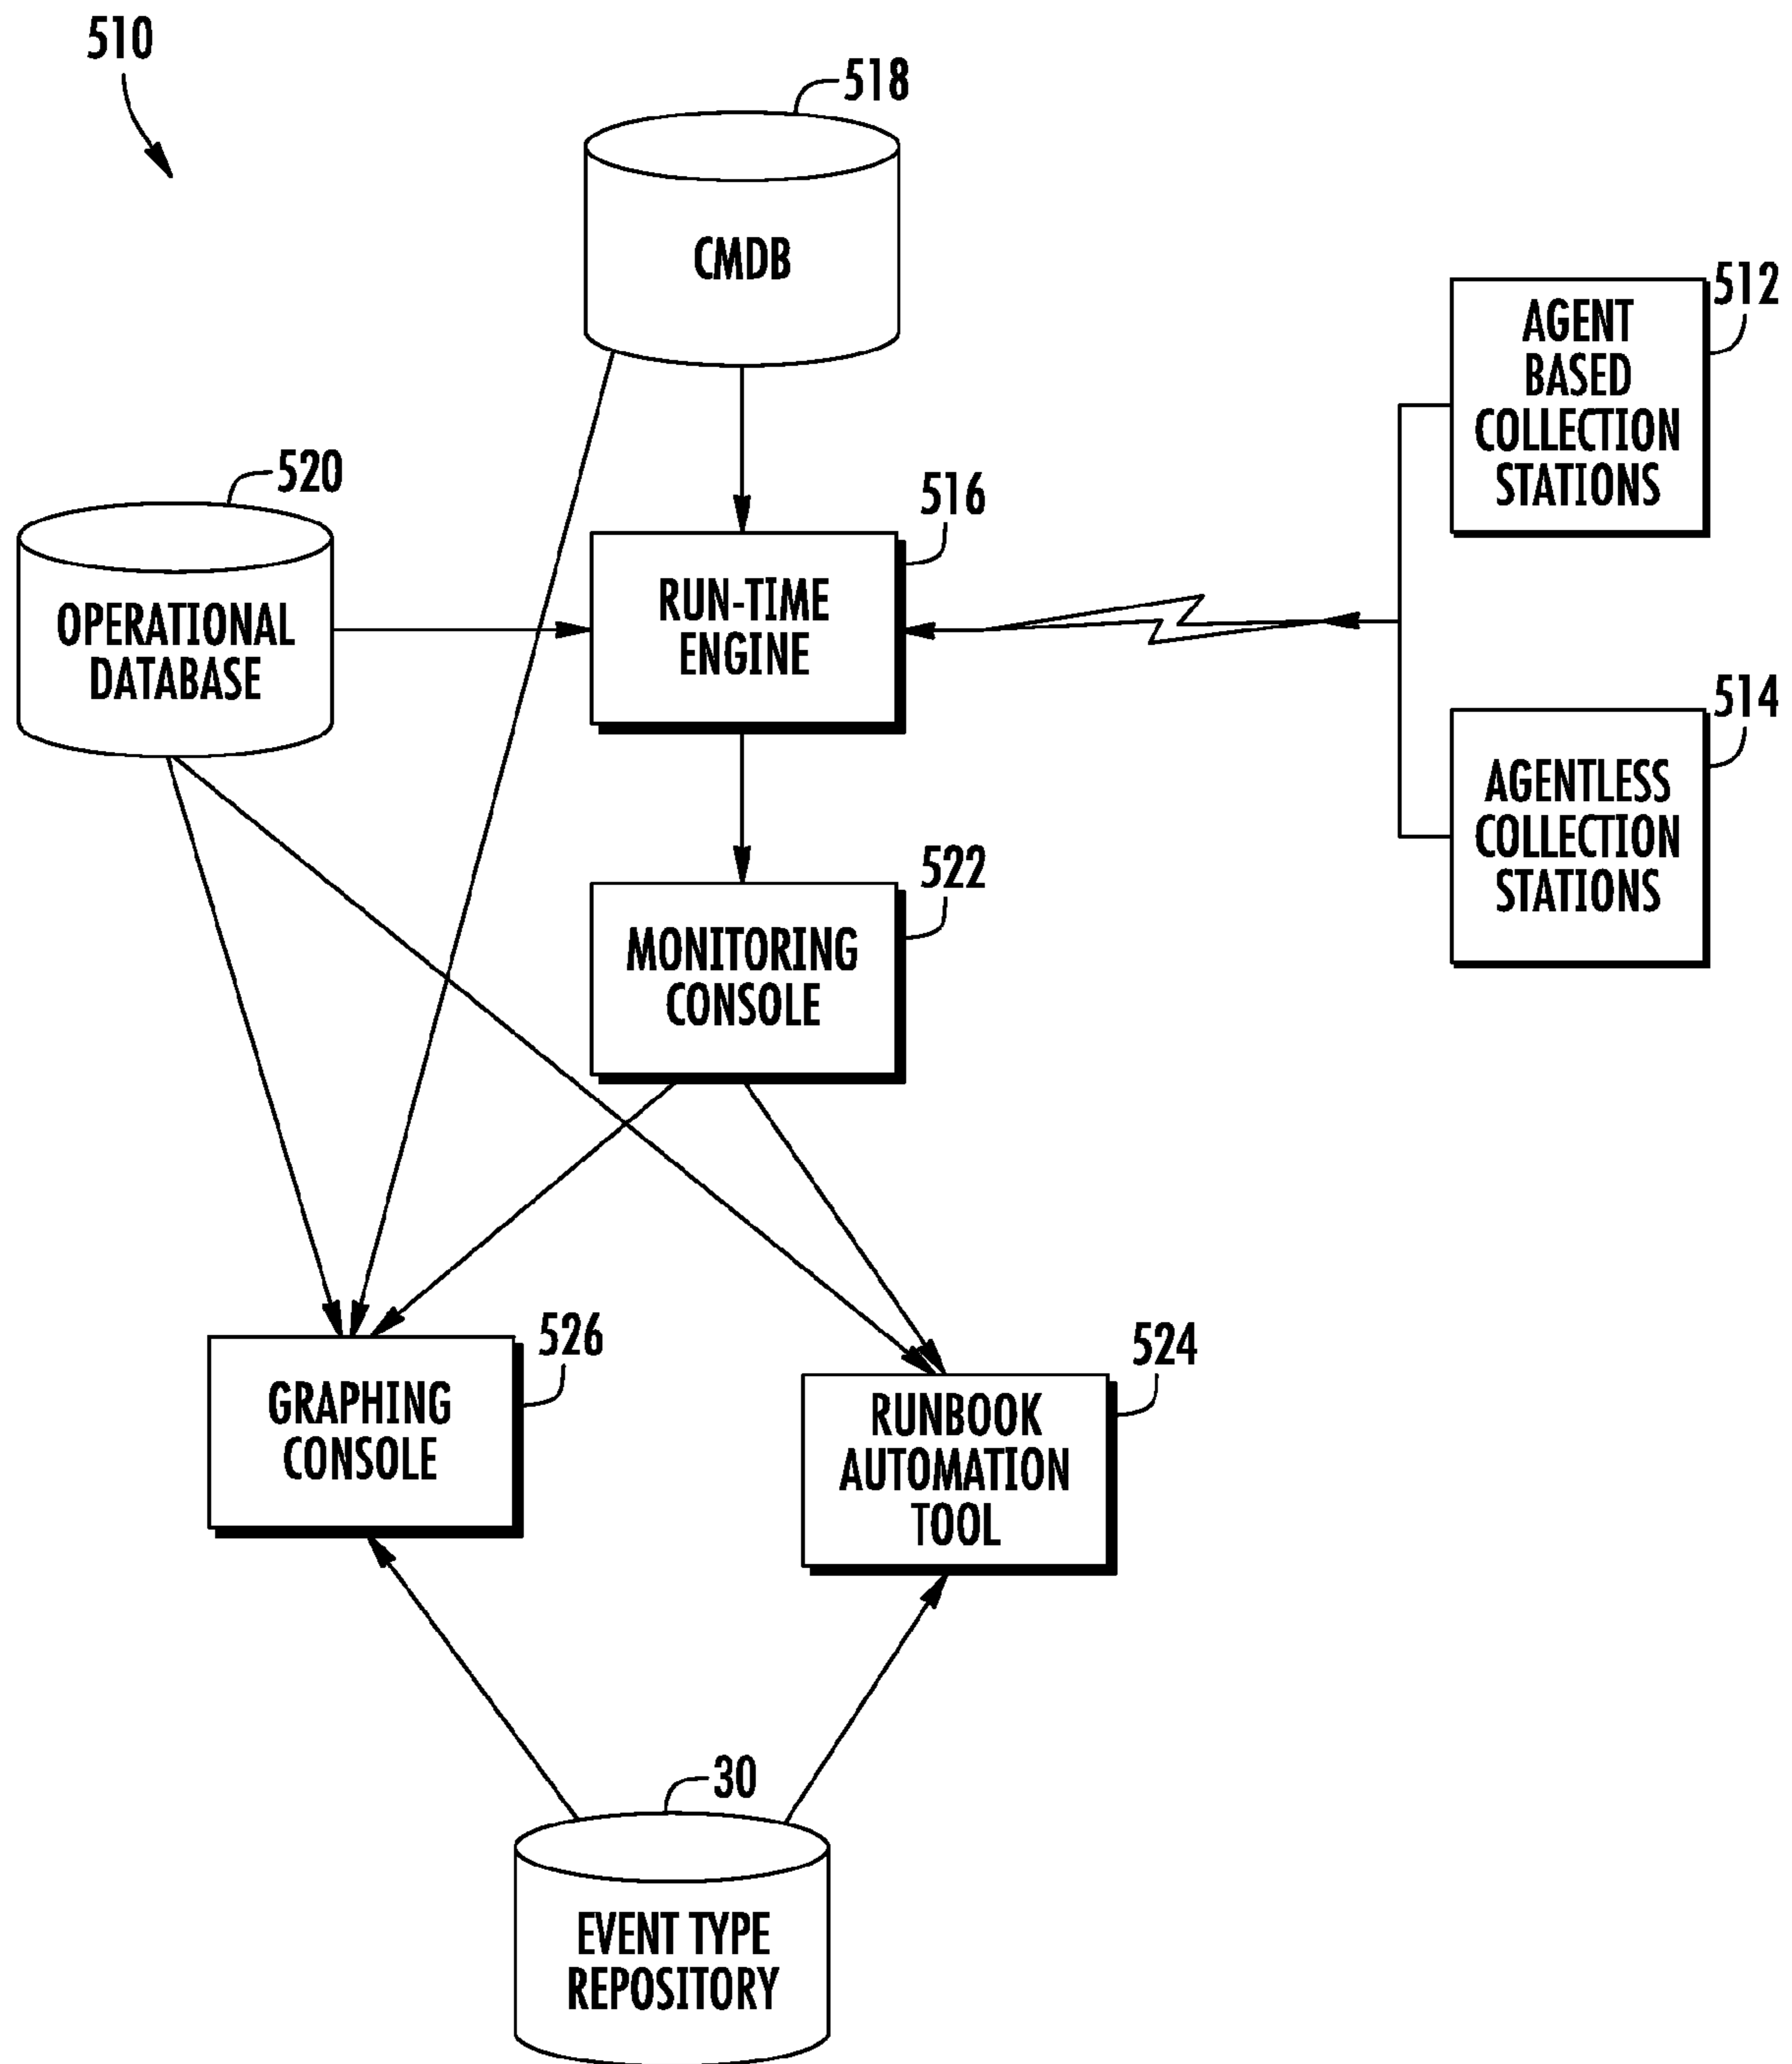 510
518
CMDB
512
AGENT
BASED
COLLECTION
STATIONS
520
OPERATIONAL
DATABASE
516
RUN-TIME
ENGINE
514
AGENTLESS
COLLECTION
STATIONS
522
MONITORING
CONSOLE
526
GRAPHING
CONSOLE
524
RUNBOOK
AUTOMATION
TOOL
30
EVENT TYPE
REPOSITORY